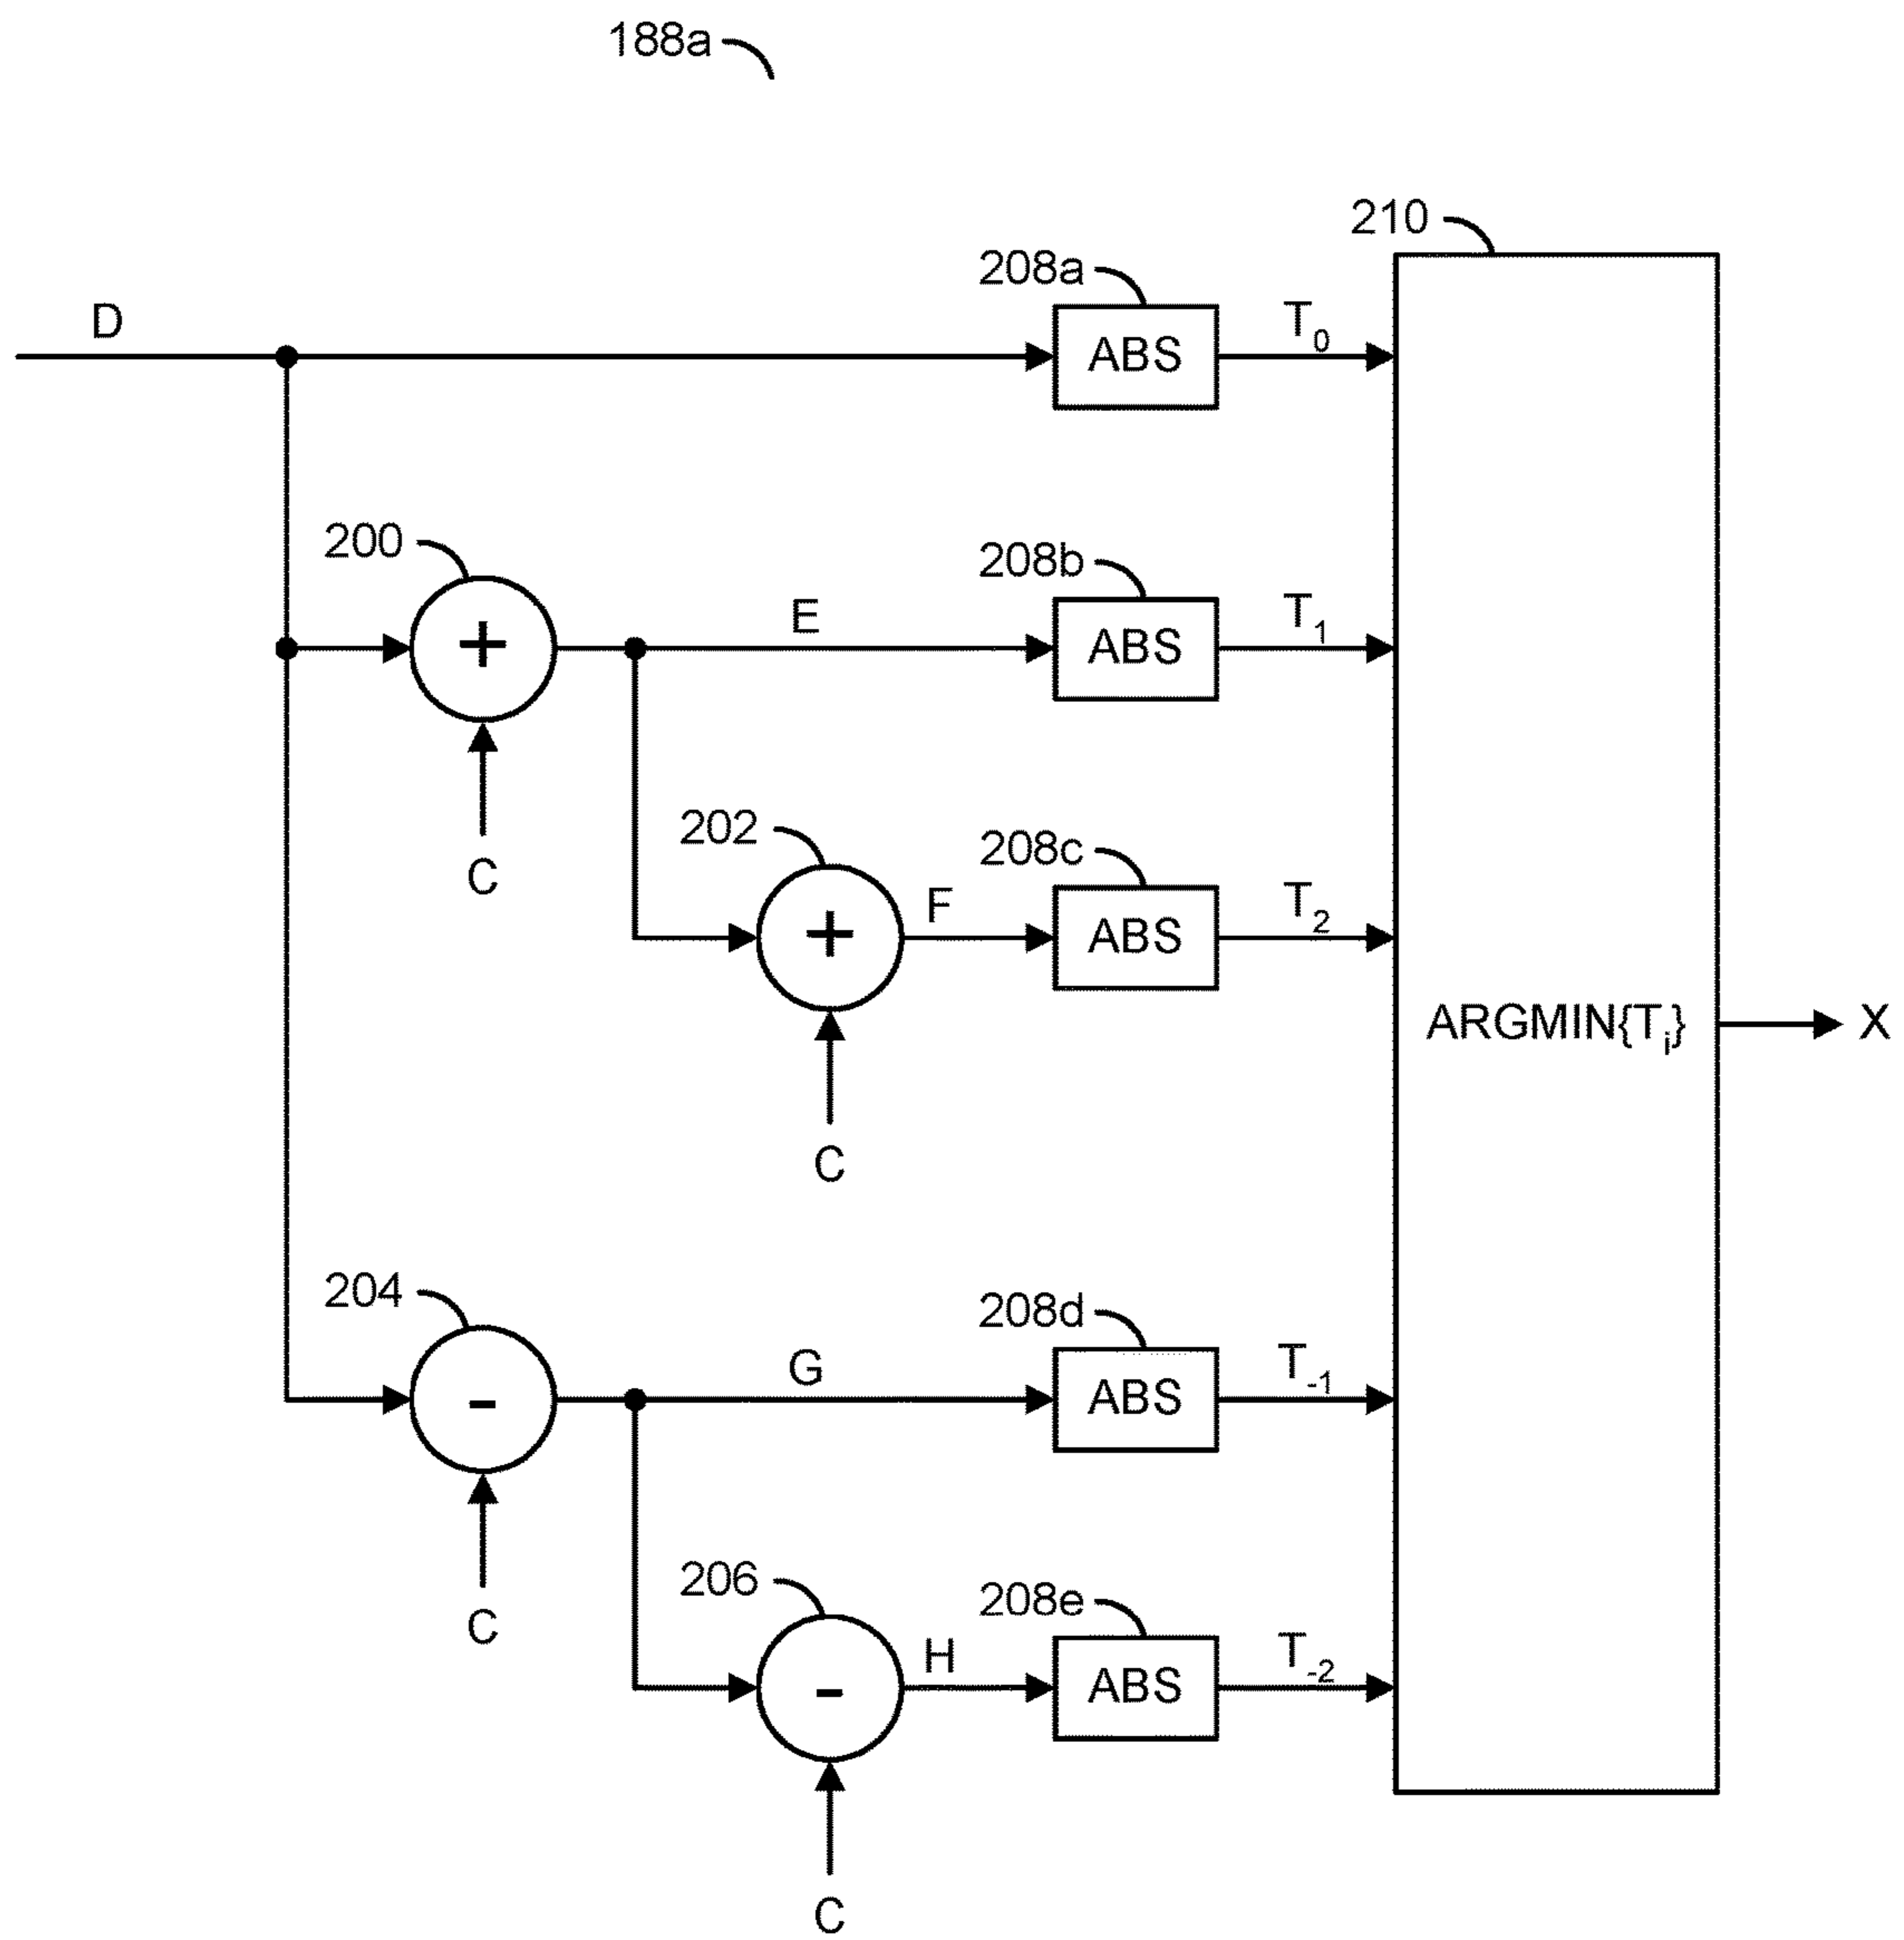 188a
210
208a
D
T₀
ABS
200
208b
E
T₁
+
ABS
202
208c
C
F
T₂
+
ABS
ARGMIN{Tᵢ}
X
C
204
208d
G
T₋₁
-
ABS
206
208e
C
H
T₋₂
-
ABS
C